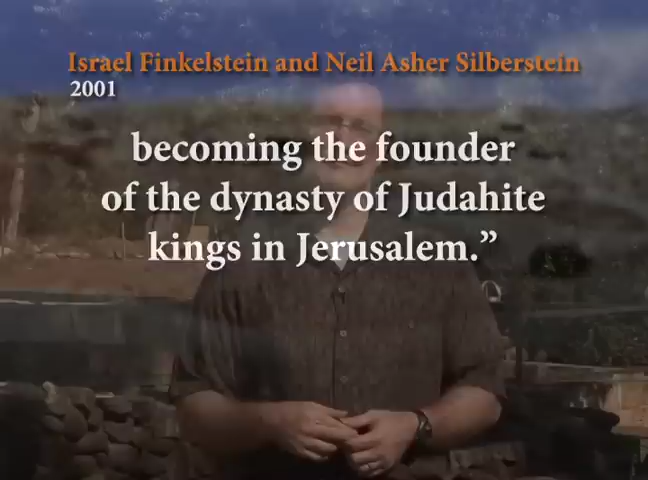 Israel Finkelstein and Neil Asher Silberstein
2001
becoming the founder
of the dynasty of Judahite
kings in Jerusalem.”